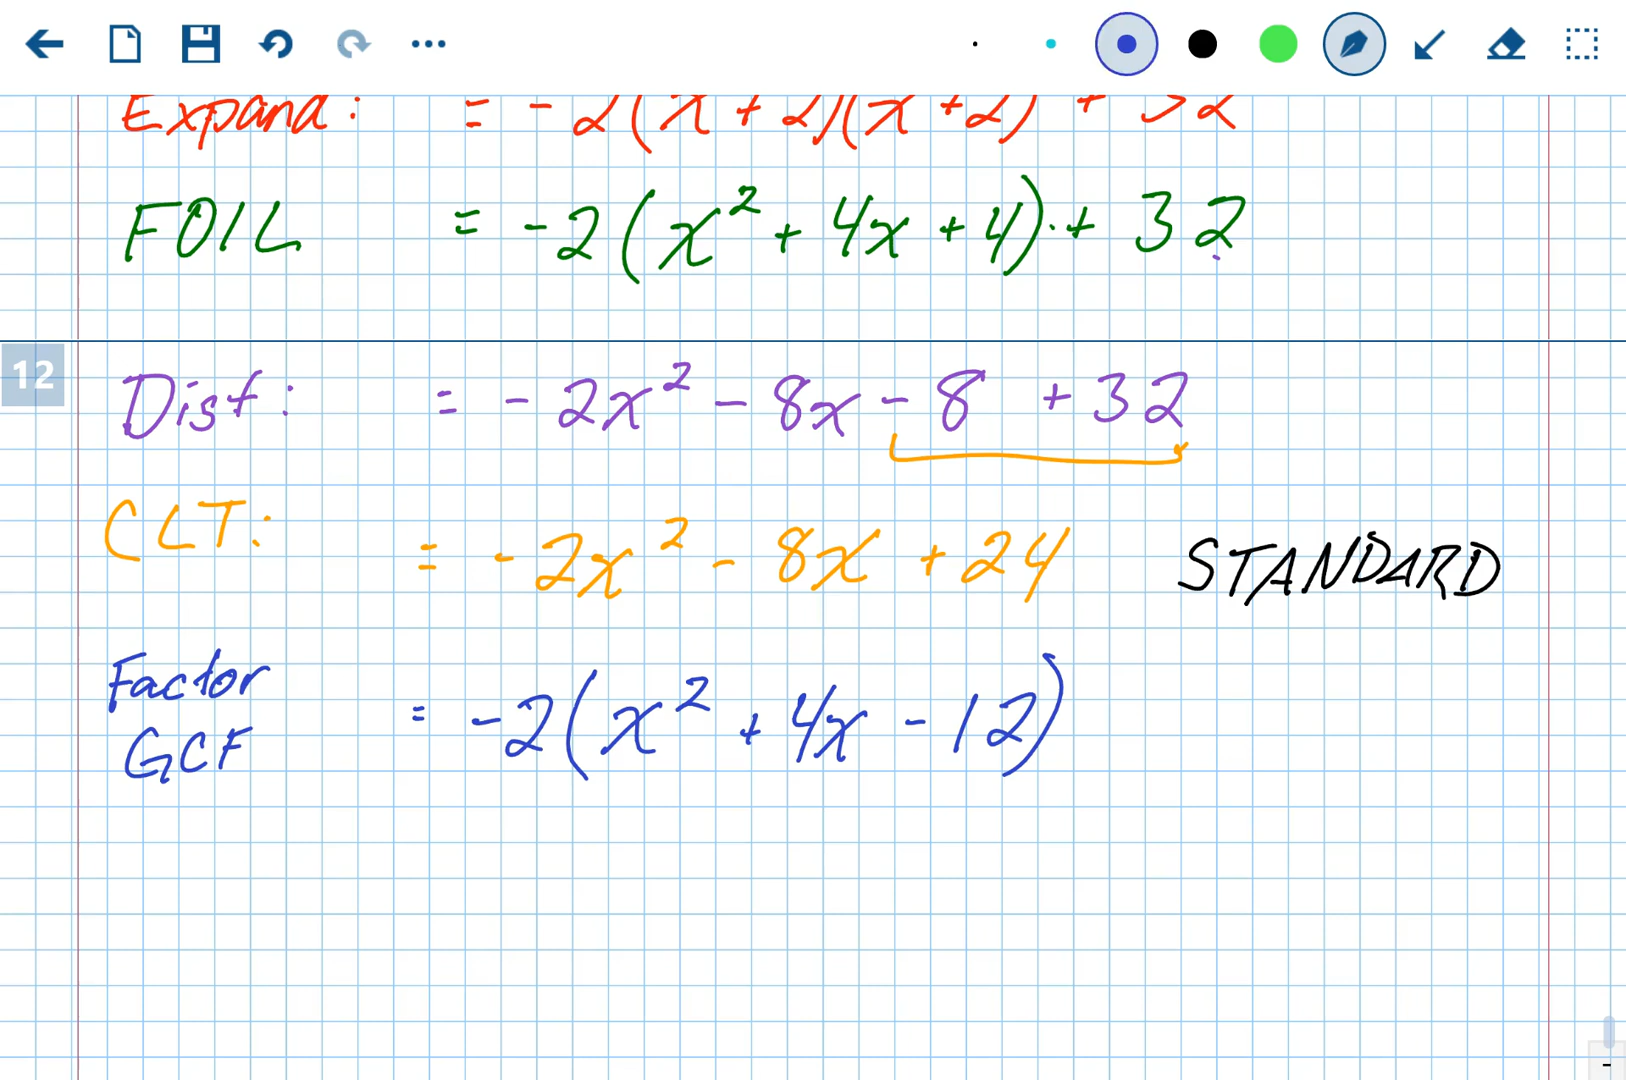 Expand: = -2(x+2)(x+2) + 32
FOIL = -2(x² + 4x + 4) + 32
12
Dist: = -2x² - 8x - 8 + 32
CLT: = -2x² - 8x + 24 STANDARD
Factor
GCF = -2(x² + 4x - 12)